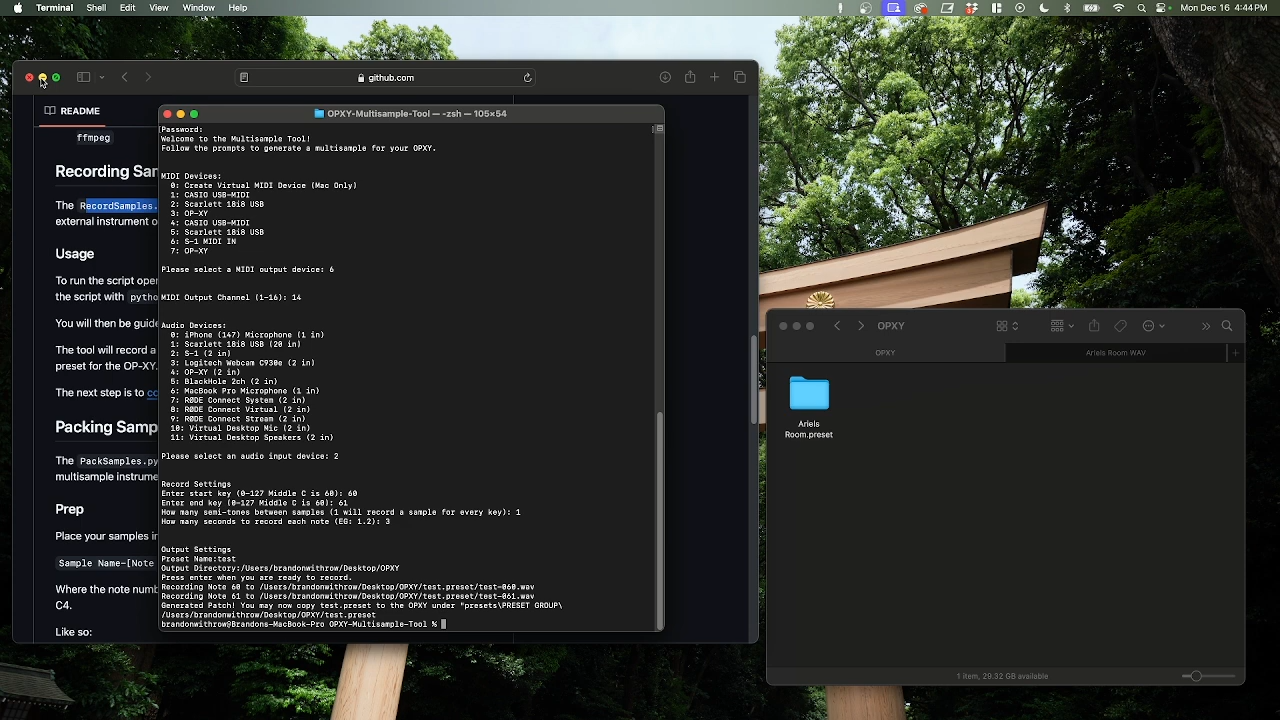 Terminal Shell Edit View Window Help
Mon Dec 16 4:44 PM
github.com
README
ffmpeg
Recording Sam
The RecordSamples.
external instrument o
Usage
To run the script open
the script with pytho
You will then be guide
The tool will record a
preset for the OP-XY.
The next step is to co
Packing Samp
The PackSamples.py
multisample instrume
Prep
Place your samples in
Sample Name-[Note
Where the note numb
C4.
Like so:
OPXY-Multisample-Tool — -zsh — 105×54
[Password:
Welcome to the Multisample Tool!
Follow the prompts to generate a multisample for your OPXY.
MIDI Devices:
0: Create Virtual MIDI Device (Mac Only)
1: CASIO USB-MIDI
2: Scarlett 18i8 USB
3: OP-XY
4: CASIO USB-MIDI
5: Scarlett 18i8 USB
6: S-1 MIDI IN
7: OP-XY
Please select a MIDI output device: 6
MIDI Output Channel (1-16): 14
Audio Devices:
0: iPhone (147) Microphone (1 in)
1: Scarlett 18i8 USB (20 in)
2: S-1 (2 in)
3: Logitech Webcam C930e (2 in)
4: OP-XY (2 in)
5: BlackHole 2ch (2 in)
6: MacBook Pro Microphone (1 in)
7: RØDE Connect System (2 in)
8: RØDE Connect Virtual (2 in)
9: RØDE Connect Stream (2 in)
10: Virtual Desktop Mic (2 in)
11: Virtual Desktop Speakers (2 in)
Please select an audio input device: 2
Record Settings
Enter start key (0-127 Middle C is 60): 60
Enter end key (0-127 Middle C is 60): 61
How many semi-tones between samples (1 will record a sample for every key): 1
How many seconds to record each note (EG: 1.2): 3
Output Settings
Preset Name:test
Output Directory:/Users/brandonwithrow/Desktop/OPXY
Press enter when you are ready to record.
Recording Note 60 to /Users/brandonwithrow/Desktop/OPXY/test.preset/test-060.wav
Recording Note 61 to /Users/brandonwithrow/Desktop/OPXY/test.preset/test-061.wav
Generated Patch! You may now copy test.preset to the OPXY under "presets\PRESET GROUP\
/Users/brandonwithrow/Desktop/OPXY/test.preset
brandonwithrow@Brandons-MacBook-Pro OPXY-Multisample-Tool %
OPXY
OPXY
Ariels Room WAV
Ariels
Room.preset
1 item, 29.32 GB available